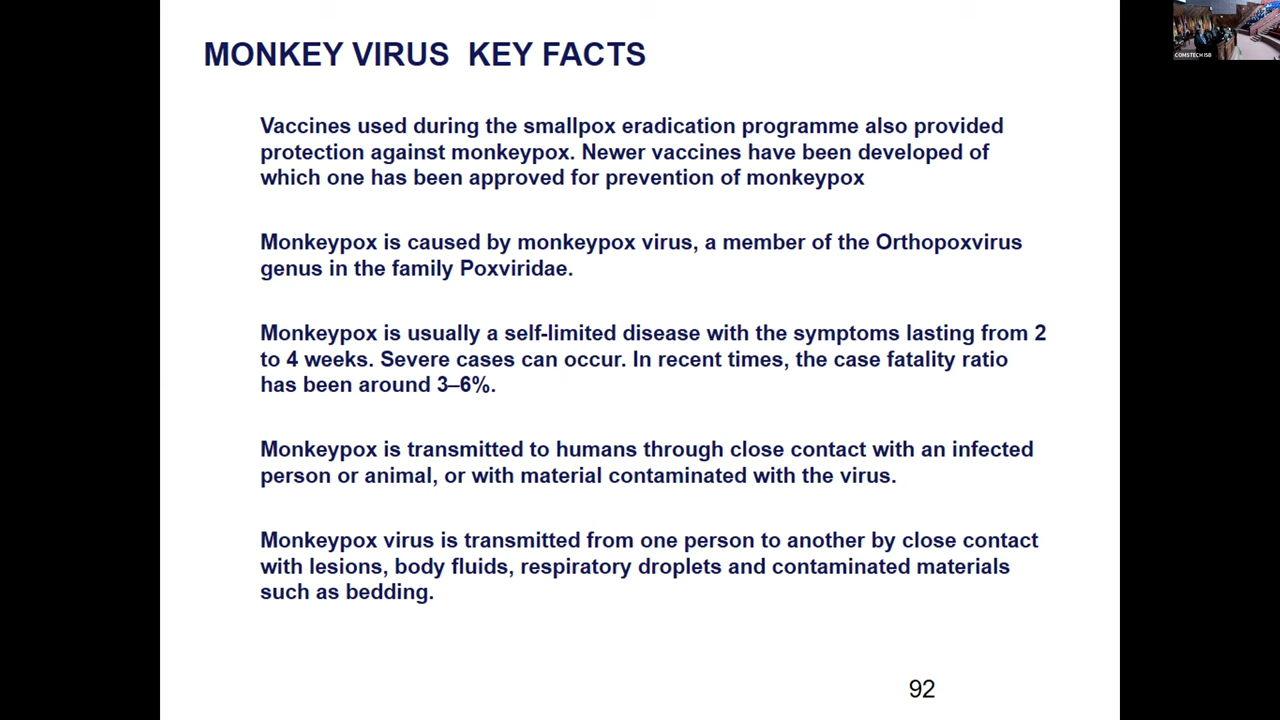 MONKEY VIRUS  KEY FACTS
Vaccines used during the smallpox eradication programme also provided
protection against monkeypox. Newer vaccines have been developed of
which one has been approved for prevention of monkeypox
Monkeypox is caused by monkeypox virus, a member of the Orthopoxvirus
genus in the family Poxviridae.
Monkeypox is usually a self-limited disease with the symptoms lasting from 2
to 4 weeks. Severe cases can occur. In recent times, the case fatality ratio
has been around 3–6%.
Monkeypox is transmitted to humans through close contact with an infected
person or animal, or with material contaminated with the virus.
Monkeypox virus is transmitted from one person to another by close contact
with lesions, body fluids, respiratory droplets and contaminated materials
such as bedding.
92
COMSTECH ISB